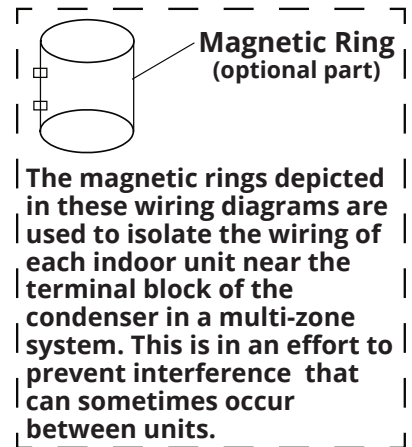 Magnetic Ring
(optional part)
The magnetic rings depicted
in these wiring diagrams are
used to isolate the wiring of
each indoor unit near the
terminal block of the
condenser in a multi-zone
system. This is in an effort to
prevent interference  that
can sometimes occur
between units.